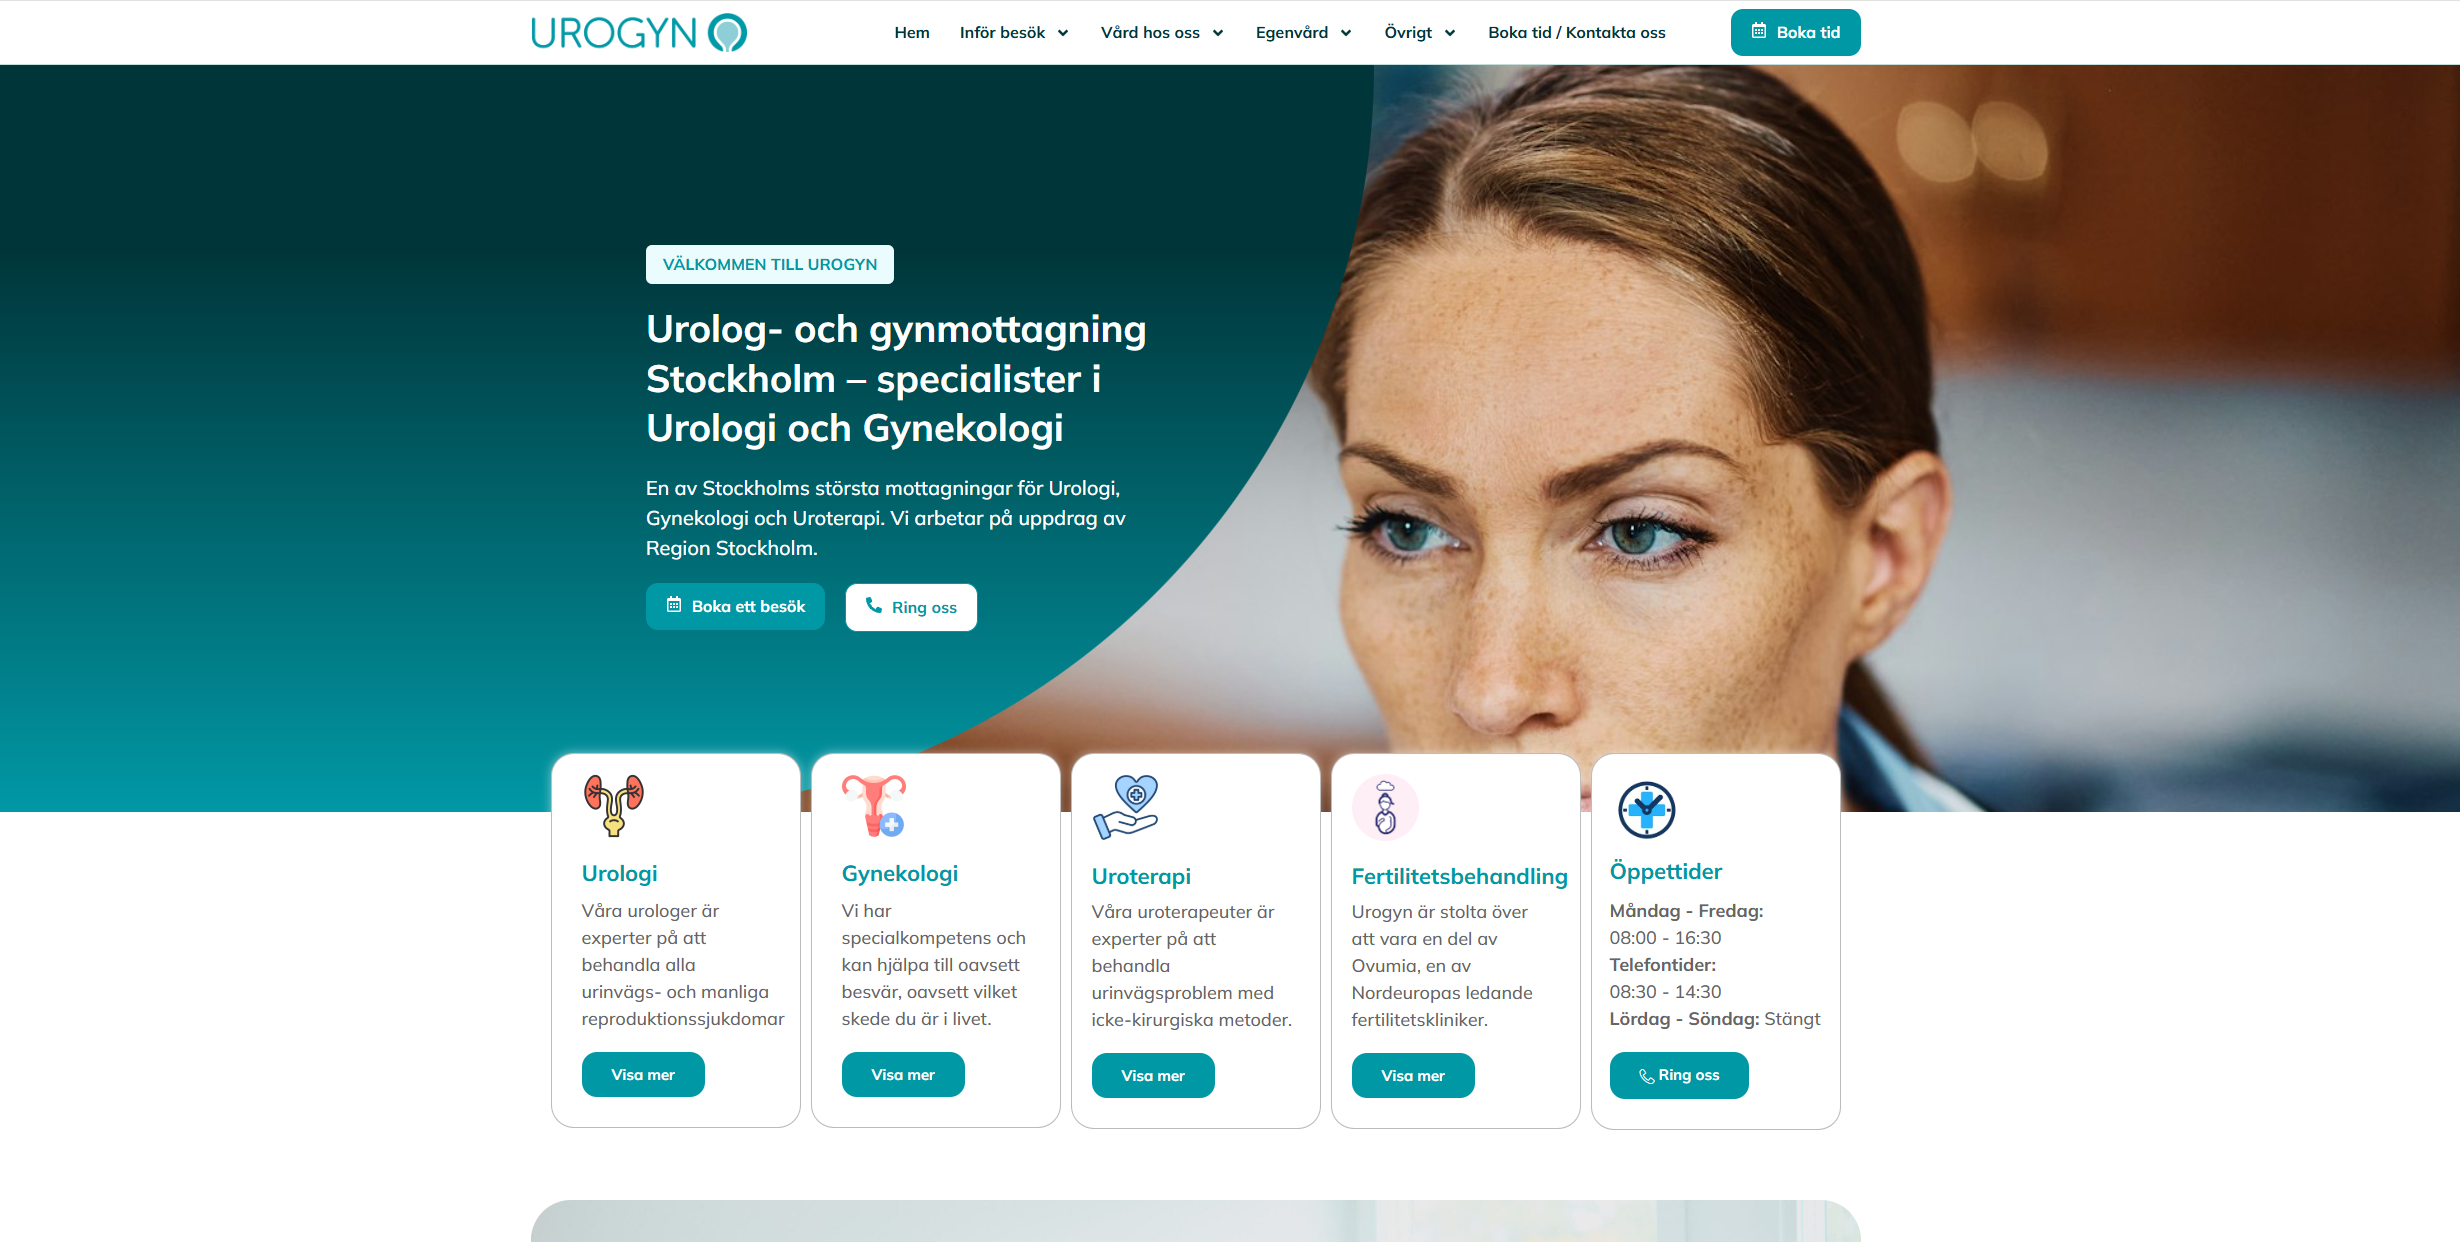 UROGYN
Hem Inför besök Vård hos oss Egenvård Övrigt Boka tid / Kontakta oss Boka tid
VÄLKOMMEN TILL UROGYN
Urolog- och gynmottagning
Stockholm – specialister i
Urologi och Gynekologi
En av Stockholms största mottagningar för Urologi,
Gynekologi och Uroterapi. Vi arbetar på uppdrag av
Region Stockholm.
Boka ett besök Ring oss
Urologi
Våra urologer är
experter på att
behandla alla
urinvägs- och manliga
reproduktionssjukdomar
Visa mer
Gynekologi
Vi har
specialkompetens och
kan hjälpa till oavsett
besvär, oavsett vilket
skede du är i livet.
Visa mer
Uroterapi
Våra uroterapeuter är
experter på att
behandla
urinvägsproblem med
icke-kirurgiska metoder.
Visa mer
Fertilitetsbehandling
Urogyn är stolta över
att vara en del av
Ovumia, en av
Nordeuropas ledande
fertilitetskliniker.
Visa mer
Öppettider
Måndag - Fredag:
08:00 - 16:30
Telefontider:
08:30 - 14:30
Lördag - Söndag: Stängt
Ring oss